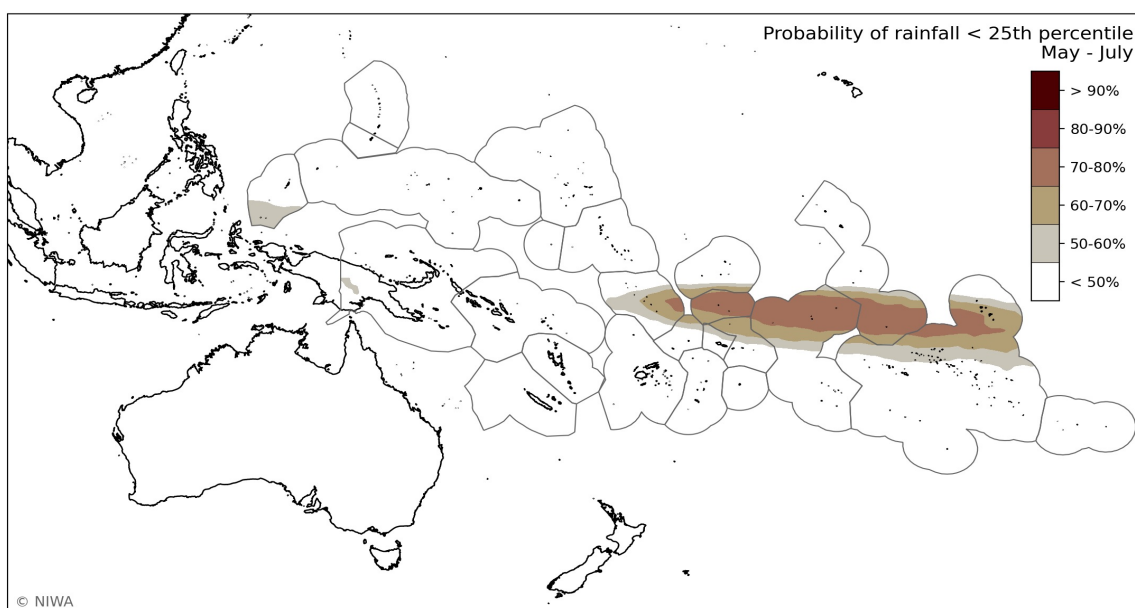 Probability of rainfall < 25th percentile
May - July
> 90%
80-90%
70-80%
60-70%
50-60%
< 50%
© NIWA